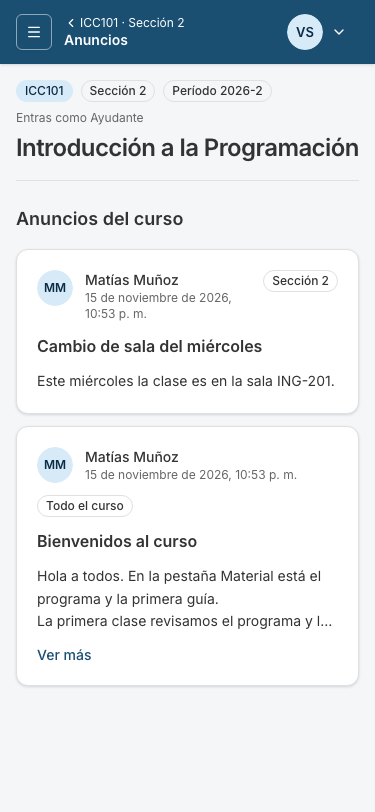 ICC101 · Sección 2
Anuncios
VS
ICC101
Sección 2
Período 2026-2
Entras como Ayudante
Introducción a la Programación
Anuncios del curso
MM
Matías Muñoz
15 de noviembre de 2026,
10:53 p. m.
Sección 2
Cambio de sala del miércoles
Este miércoles la clase es en la sala ING-201.
MM
Matías Muñoz
15 de noviembre de 2026, 10:53 p. m.
Todo el curso
Bienvenidos al curso
Hola a todos. En la pestaña Material está el
programa y la primera guía.
La primera clase revisamos el programa y l...
Ver más